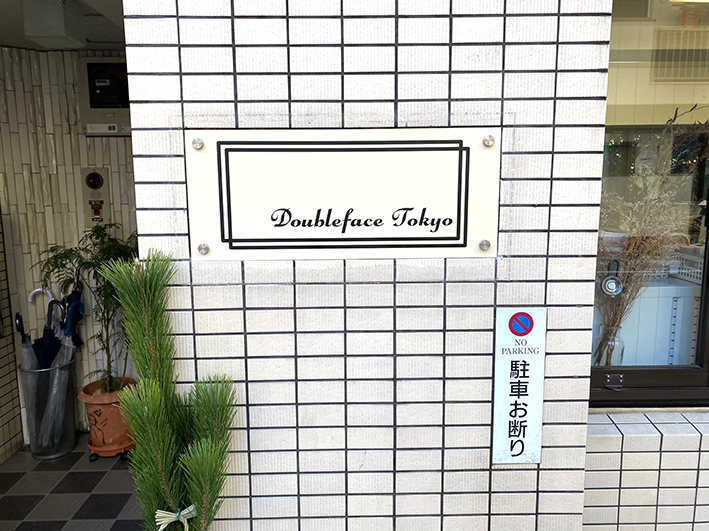 Doubleface Tokyo
NO
PARKING
駐車お断り